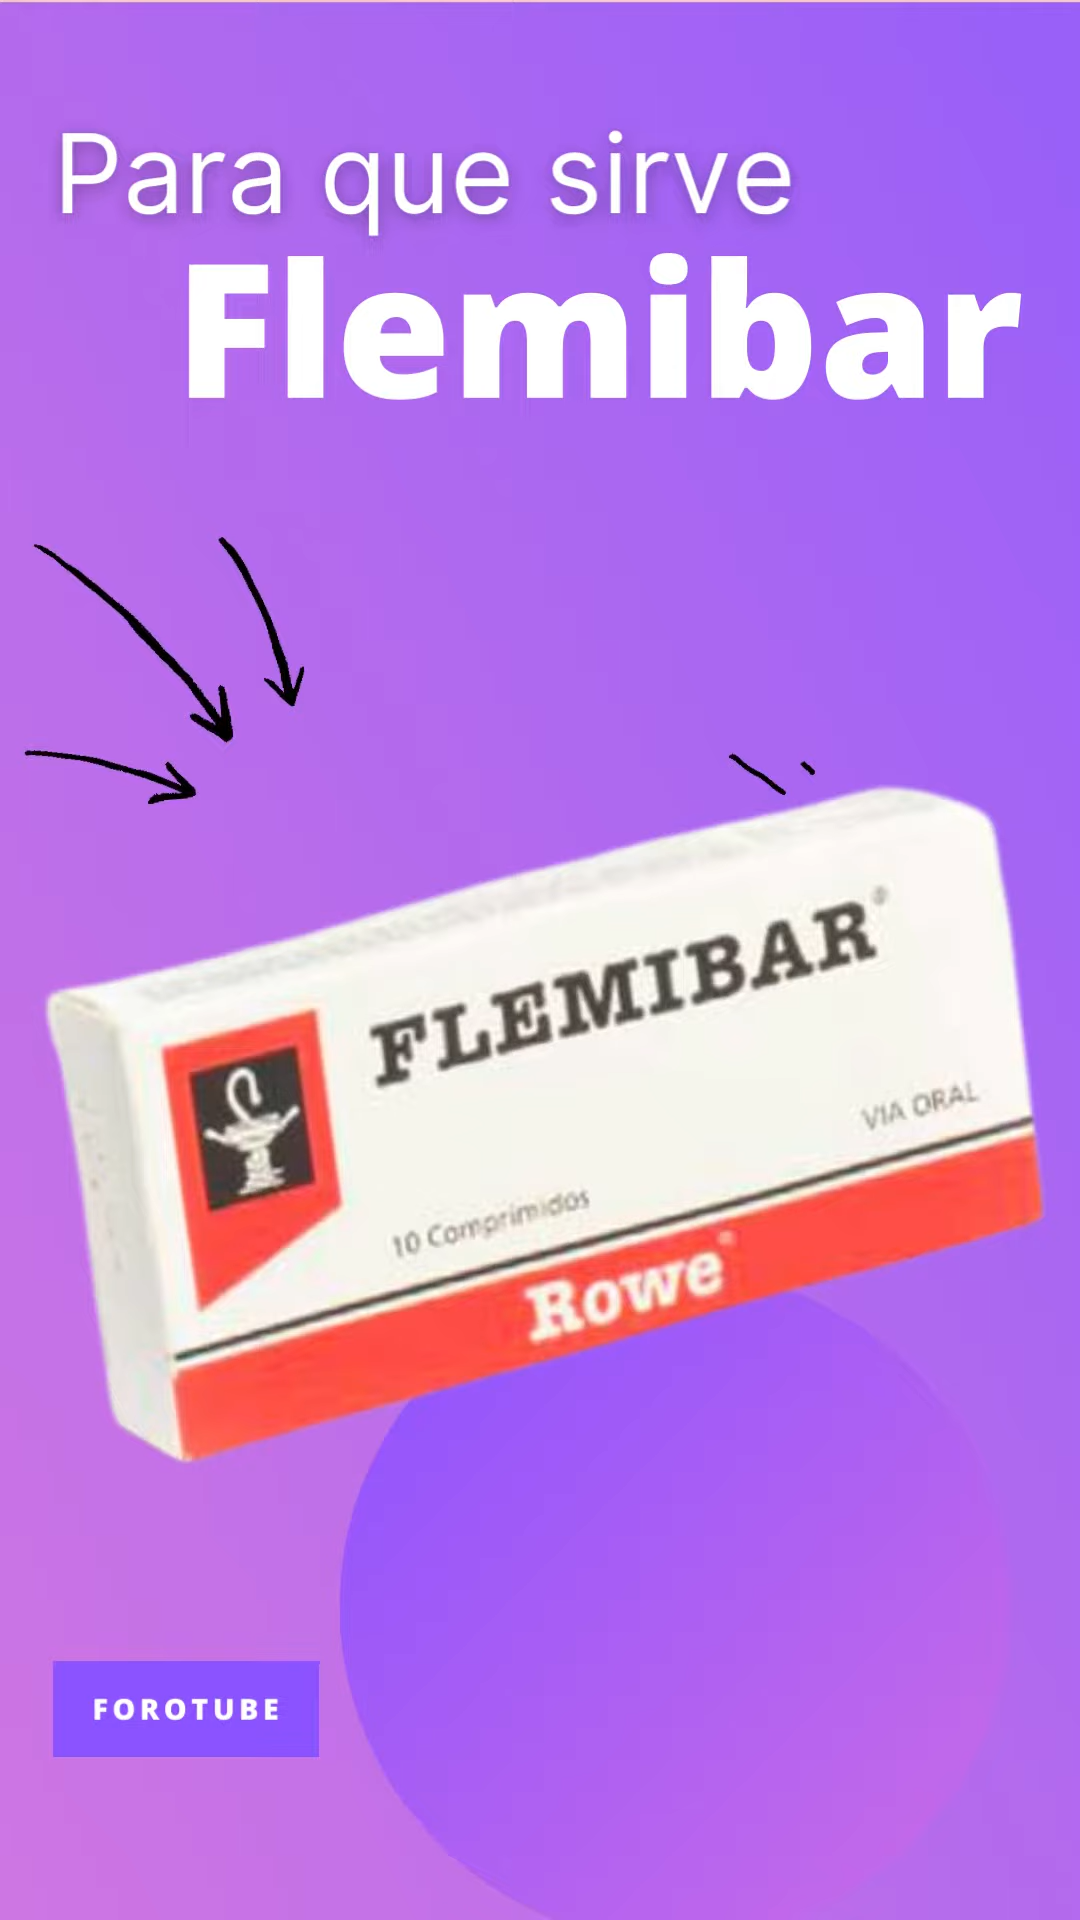 Para que sirve
Flemibar
FLEMIBAR®
VIA ORAL
10 Comprimidos
Rowe®
FOROTUBE